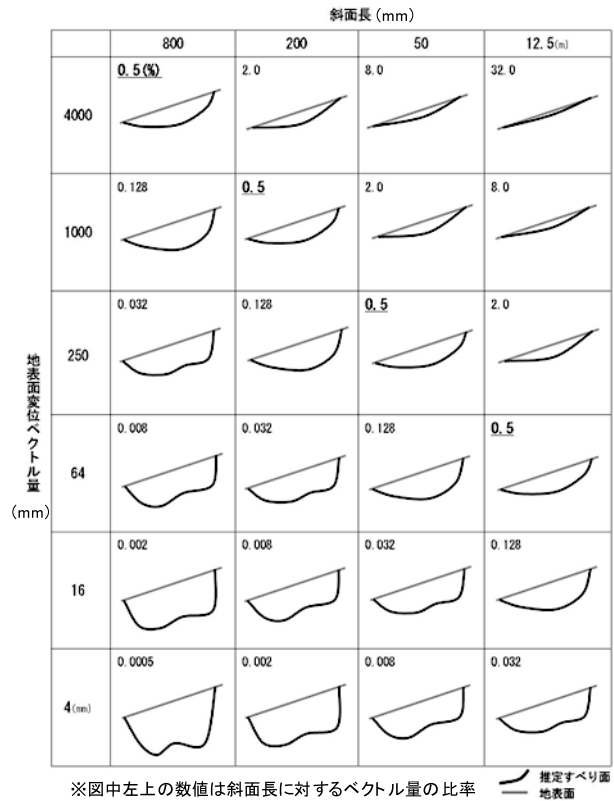 斜面長(mm)
800 200 50 12.5(m)
4000 0.5(%) 2.0 8.0 32.0
1000 0.128 0.5 2.0 8.0
250 0.032 0.128 0.5 2.0
64 0.008 0.032 0.128 0.5
16 0.002 0.008 0.032 0.128
4(mm) 0.0005 0.002 0.008 0.032
地表面変位ベクトル量
(mm)
※図中左上の数値は斜面長に対するベクトル量の比率
推定すべり面
地表面